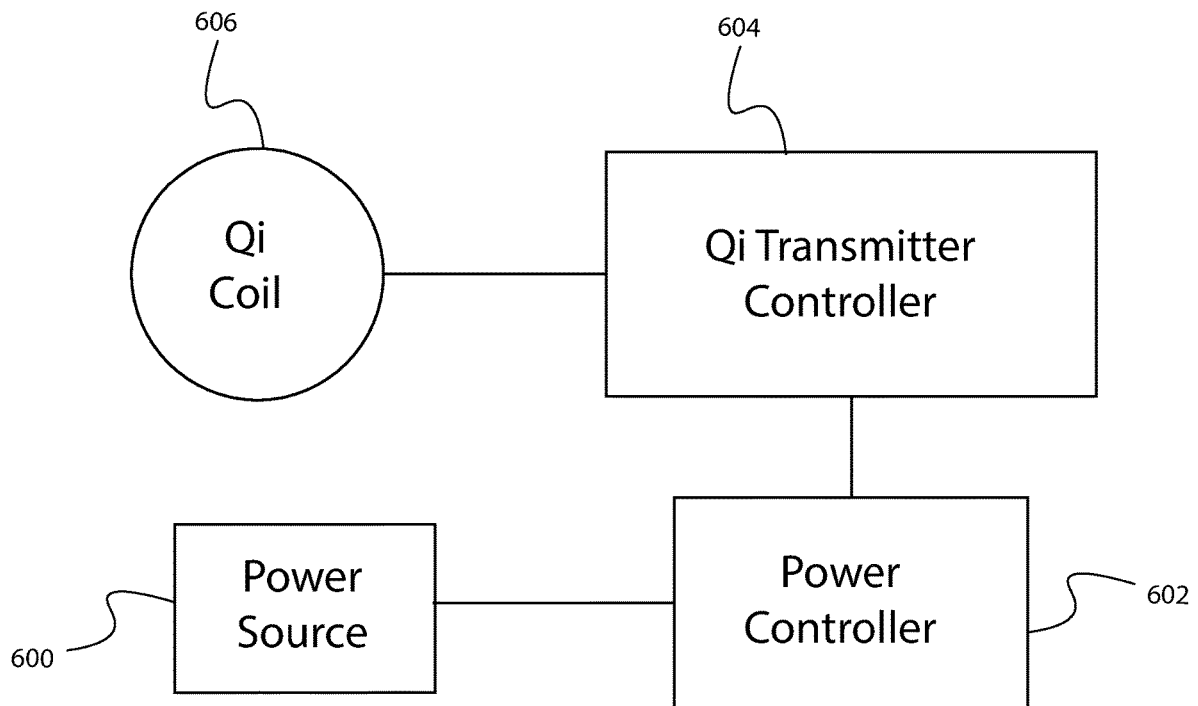 606
604
Qi
Coil
Qi Transmitter
Controller
Power
Source
Power
Controller
602
600